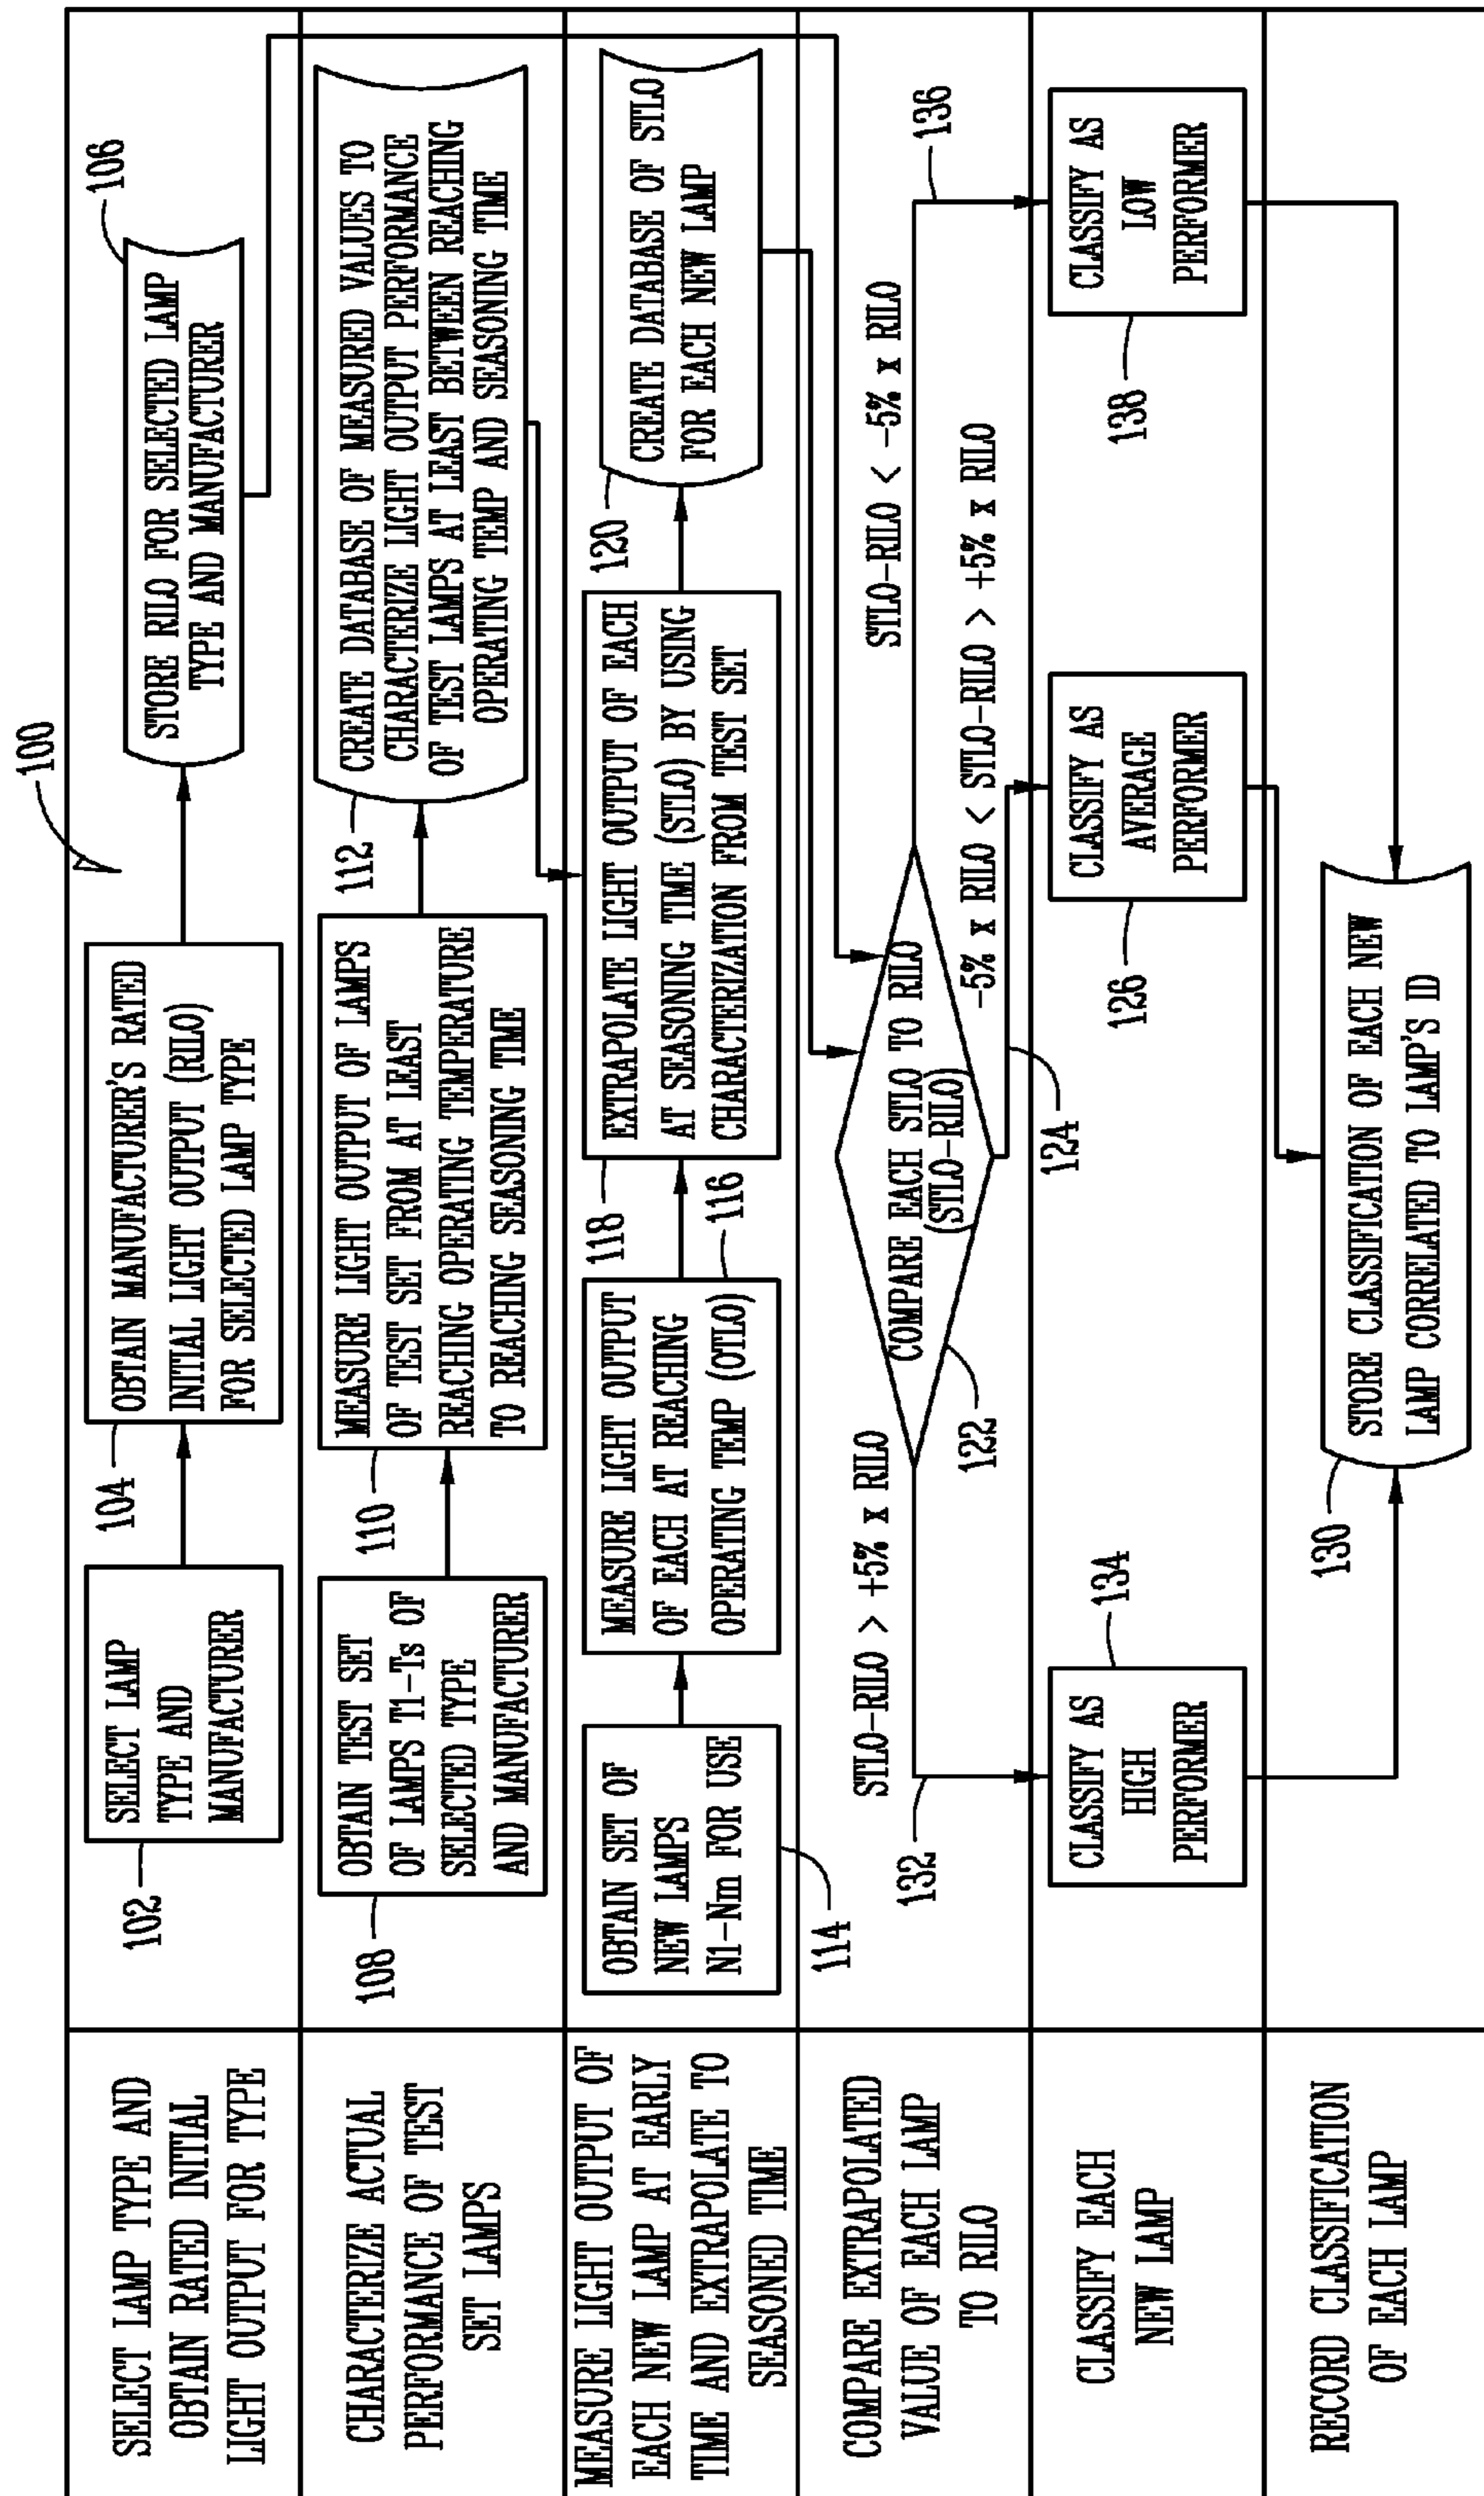 100
SELECT LAMP TYPE AND
OBTAIN RATED INITIAL
LIGHT OUTPUT FOR TYPE
102
SELECT LAMP
TYPE AND
MANUFACTURER
104
OBTAIN MANUFACTURER'S RATED
INITIAL LIGHT OUTPUT (RILO)
FOR SELECTED LAMP TYPE
106
STORE RILO FOR SELECTED LAMP
TYPE AND MANUFACTURER
CHARACTERIZE ACTUAL
PERFORMANCE OF TEST
SET LAMPS
108
OBTAIN TEST SET
OF LAMPS T1-Ts OF
SELECTED TYPE
AND MANUFACTURER
110
MEASURE LIGHT OUTPUT OF LAMPS
OF TEST SET FROM AT LEAST
REACHING OPERATING TEMPERATURE
TO REACHING SEASONING TIME
112
CREATE DATABASE OF MEASURED VALUES TO
CHARACTERIZE LIGHT OUTPUT PERFORMANCE
OF TEST LAMPS AT LEAST BETWEEN REACHING
OPERATING TEMP AND SEASONING TIME
MEASURE LIGHT OUTPUT OF
EACH NEW LAMP AT EARLY
TIME AND EXTRAPOLATE TO
SEASONED TIME
OBTAIN SET OF
NEW LAMPS
N1-Nm FOR USE
114
MEASURE LIGHT OUTPUT
OF EACH AT REACHING
OPERATING TEMP (OTLO)
116
118
EXTRAPOLATE LIGHT OUTPUT OF EACH
AT SEASONING TIME (STLO) BY USING
CHARACTERIZATION FROM TEST SET
120
CREATE DATABASE OF STLO
FOR EACH NEW LAMP
COMPARE EXTRAPOLATED
VALUE OF EACH LAMP
TO RILO
STLO-RILO > +5% x RILO
132
COMPARE EACH STLO TO RILO
(STLO-RILO)
122
STLO-RILO < -5% x RILO
136
-5% x RILO < STLO-RILO > +5% x RILO
124
CLASSIFY EACH
NEW LAMP
CLASSIFY AS
HIGH
PERFORMER
134
126
CLASSIFY AS
AVERAGE
PERFORMER
138
CLASSIFY AS
LOW
PERFORMER
RECORD CLASSIFICATION
OF EACH LAMP
130
STORE CLASSIFICATION OF EACH NEW
LAMP CORRELATED TO LAMP'S ID